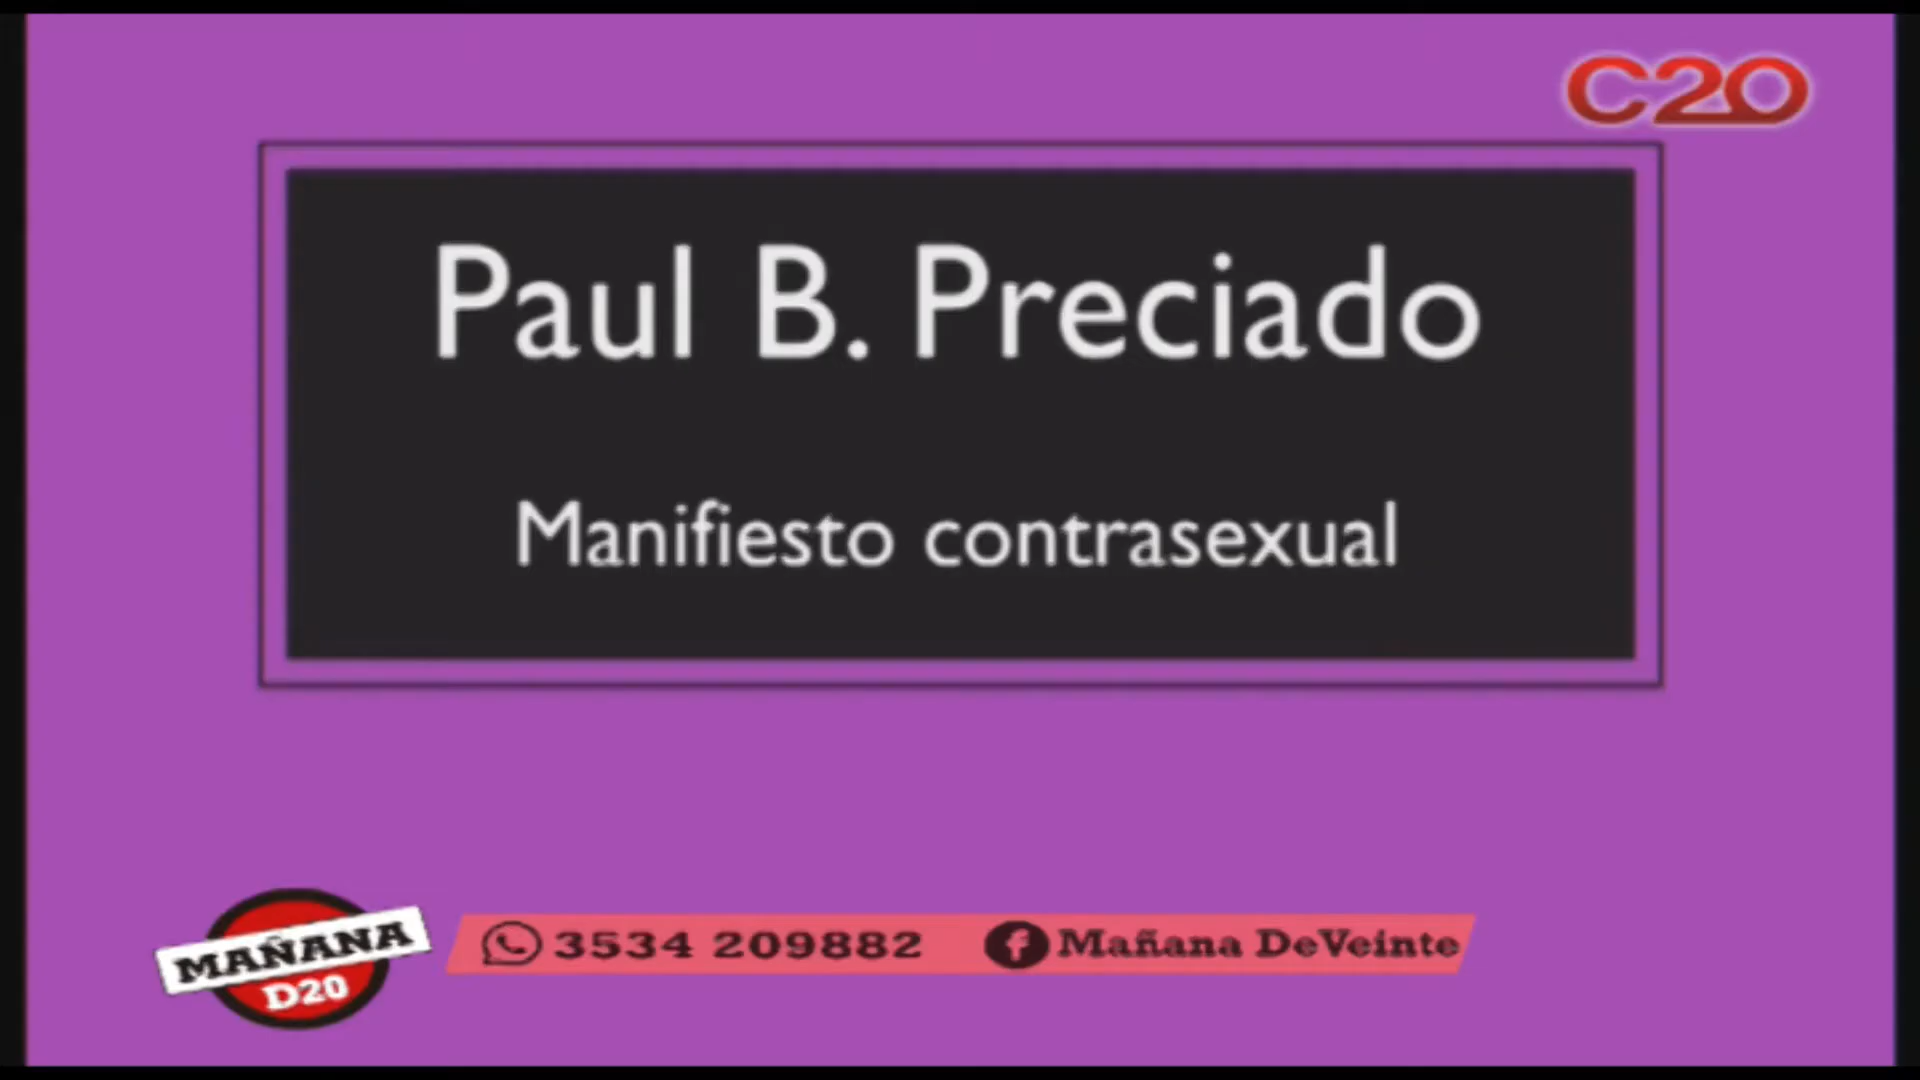 C20
Paul B. Preciado
Manifiesto contrasexual
MAÑANA
D20
3534 209882
Mañana DeVeinte